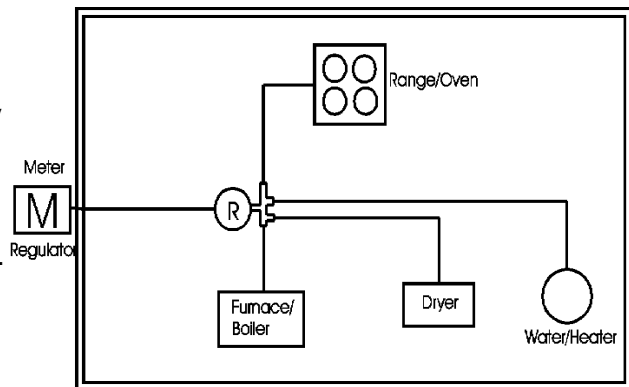 Range/Oven
Meter
M
Regulator
R
Furnace/
Boiler
Dryer
Water/Heater